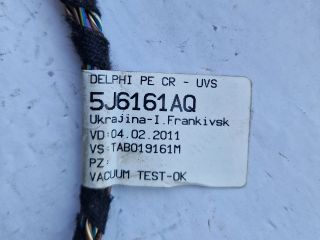 DELPHI PE CR - UVS
5J6161AQ
Ukrajina-I.Frankivsk
VD:04.02.2011
VS:TAB019161M
PZ:
VACUUM TEST-OK